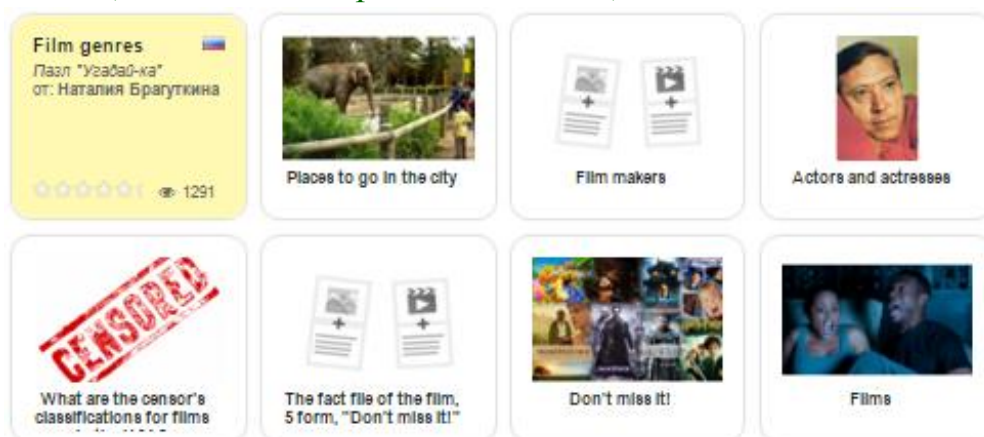 Film genres
Пазл "Угадай-ка"
от: Наталия Брагуткина
1291
Places to go in the city
Film makers
Actors and actresses
CENSORED
What are the censor's
classifications for films
The fact file of the film,
5 form, "Don't miss it!"
Don't miss it!
Films